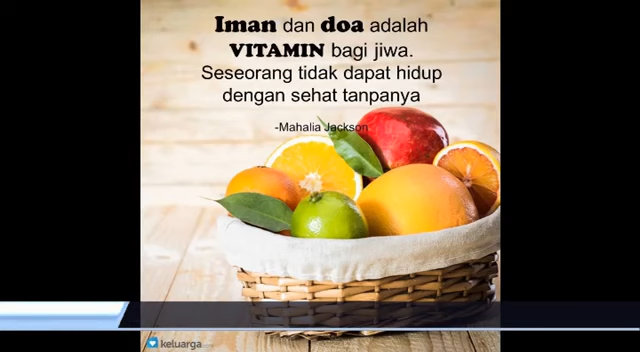 Iman dan doa adalah
VITAMIN bagi jiwa.
Seseorang tidak dapat hidup
dengan sehat tanpanya
-Mahalia Jackson
keluarga